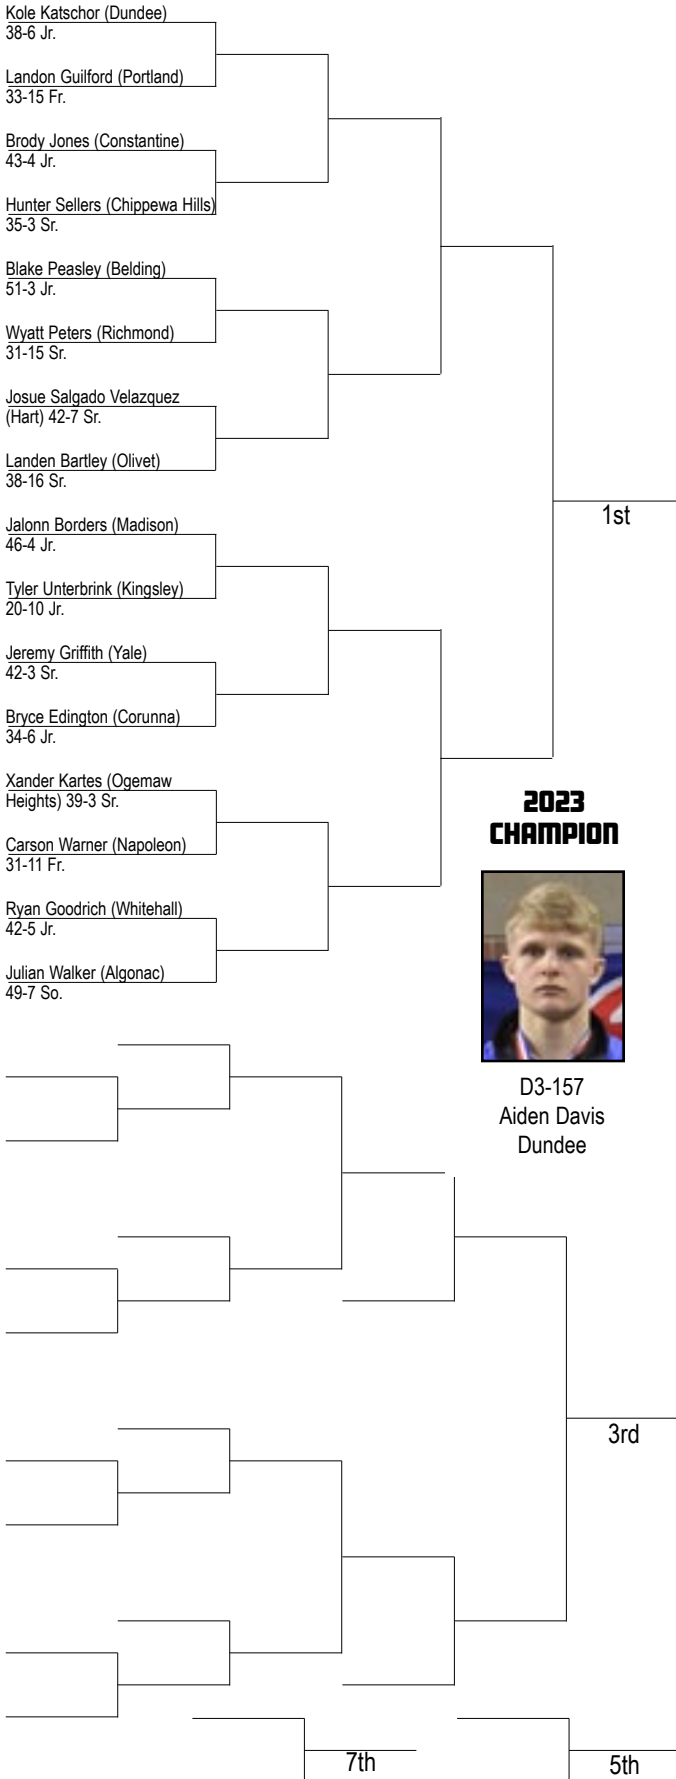 Kole Katschor (Dundee)
38-6 Jr.
Landon Guilford (Portland)
33-15 Fr.
Brody Jones (Constantine)
43-4 Jr.
Hunter Sellers (Chippewa Hills)
35-3 Sr.
Blake Peasley (Belding)
51-3 Jr.
Wyatt Peters (Richmond)
31-15 Sr.
Josue Salgado Velazquez
(Hart) 42-7 Sr.
Landen Bartley (Olivet)
38-16 Sr.
1st
Jalonn Borders (Madison)
46-4 Jr.
Tyler Unterbrink (Kingsley)
20-10 Jr.
Jeremy Griffith (Yale)
42-3 Sr.
Bryce Edington (Corunna)
34-6 Jr.
Xander Kartes (Ogemaw
Heights) 39-3 Sr.
Carson Warner (Napoleon)
31-11 Fr.
Ryan Goodrich (Whitehall)
42-5 Jr.
Julian Walker (Algonac)
49-7 So.
2023
CHAMPION
D3-157
Aiden Davis
Dundee
3rd
7th
5th